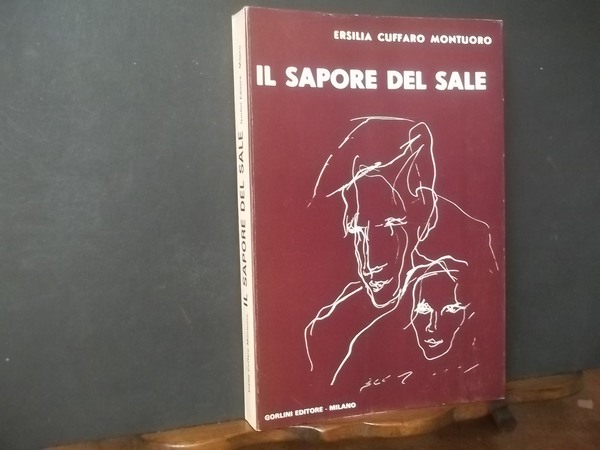 ERSILIA CUFFARO MONTUORO
IL SAPORE DEL SALE
GORLINI EDITORE - MILANO
IL SAPORE DEL SALE